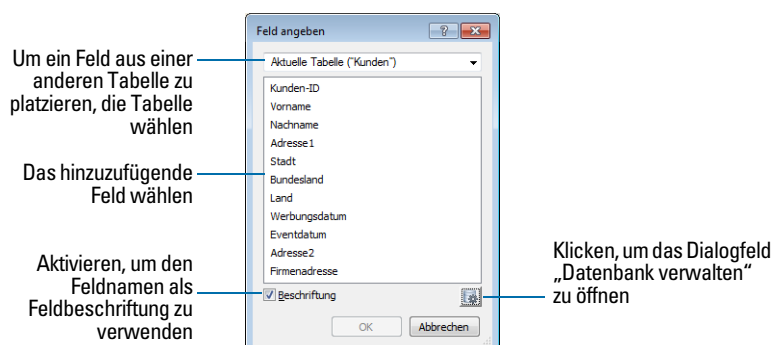 Feld angeben
Um ein Feld aus einer
anderen Tabelle zu
platzieren, die Tabelle
wählen
Aktuelle Tabelle ("Kunden")
Kunden-ID
Vorname
Nachname
Adresse1
Stadt
Bundesland
Land
Werbungsdatum
Eventdatum
Adresse2
Firmenadresse
Das hinzuzufügende
Feld wählen
Aktivieren, um den
Feldnamen als
Feldbeschriftung zu
verwenden
Beschriftung
Klicken, um das Dialogfeld
„Datenbank verwalten“
zu öffnen
OK
Abbrechen